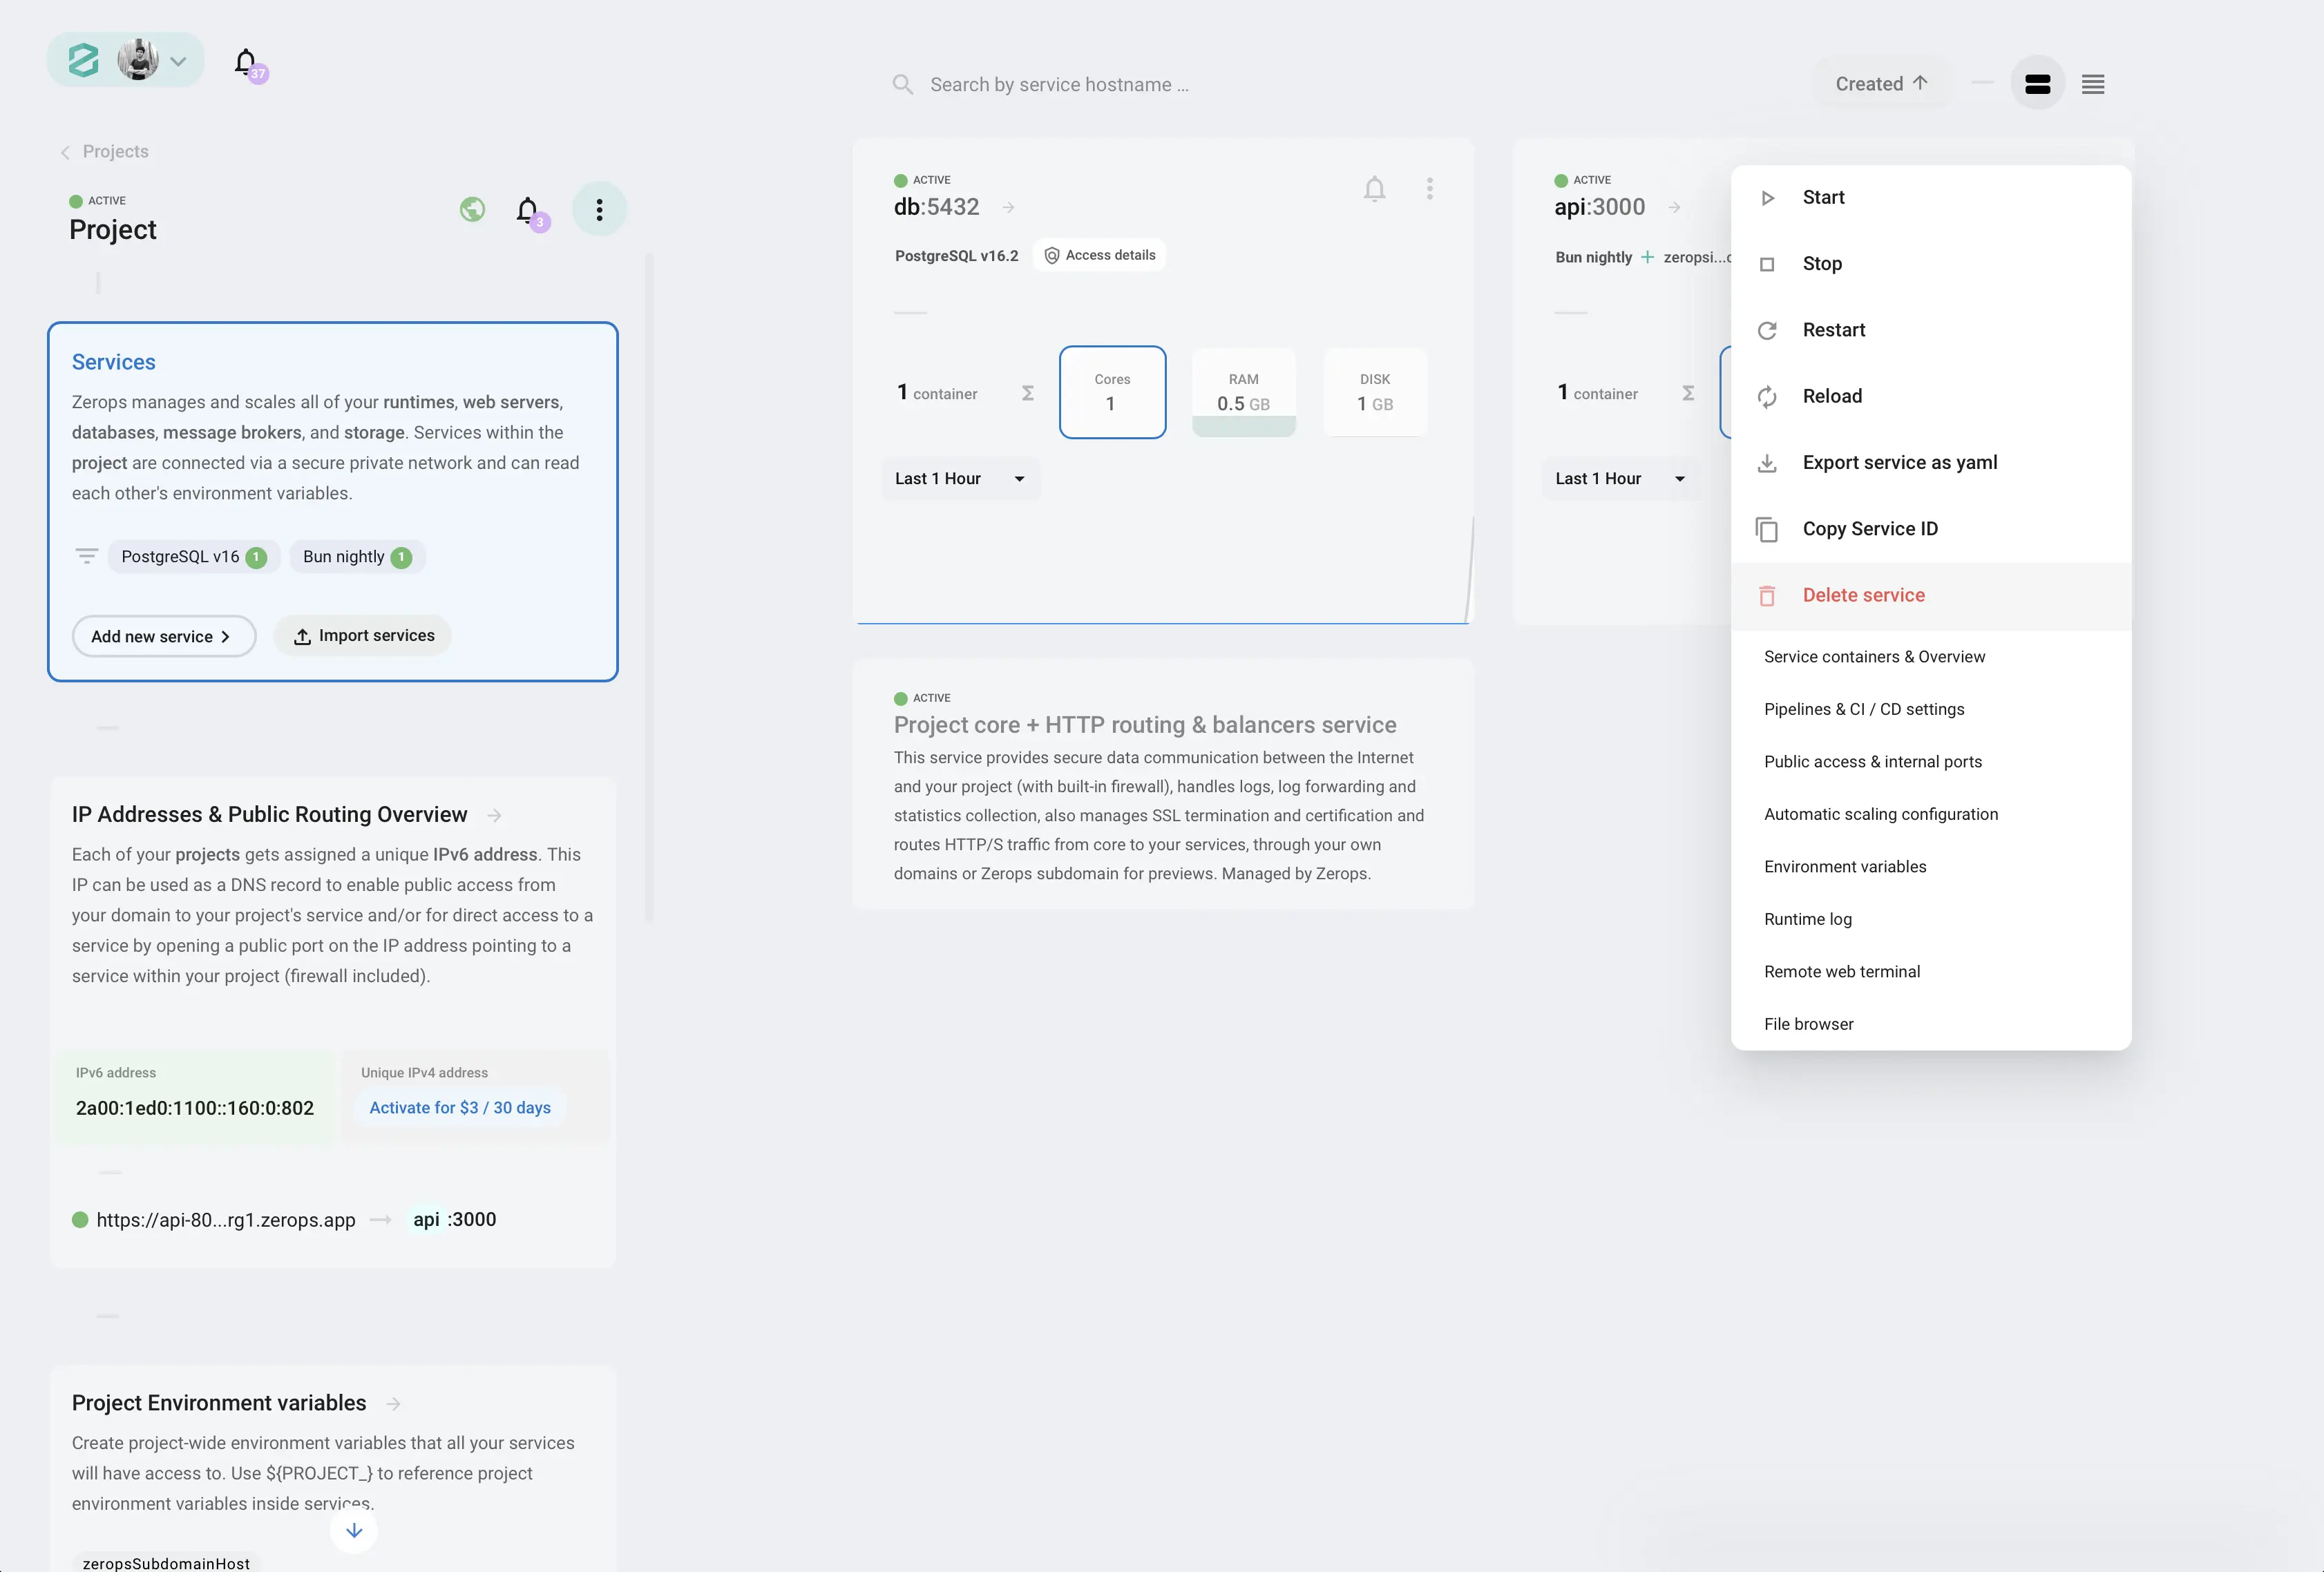 37
Search by service hostname ...
Created
Projects
ACTIVE
Project
3
Services
Zerops manages and scales all of your runtimes, web servers,
databases, message brokers, and storage. Services within the
project are connected via a secure private network and can read
each other's environment variables.
PostgreSQL v16 1
Bun nightly 1
Add new service
Import services
IP Addresses & Public Routing Overview
Each of your projects gets assigned a unique IPv6 address. This
IP can be used as a DNS record to enable public access from
your domain to your project's service and/or for direct access to a
service by opening a public port on the IP address pointing to a
service within your project (firewall included).
IPv6 address
2a00:1ed0:1100::160:0:802
Unique IPv4 address
Activate for $3 / 30 days
https://api-80...rg1.zerops.app
api :3000
Project Environment variables
Create project-wide environment variables that all your services
will have access to. Use ${PROJECT_} to reference project
environment variables inside services.
zeropsSubdomainHost
ACTIVE
db:5432
PostgreSQL v16.2
Access details
1 container
Σ
Cores
1
RAM
0.5 GB
DISK
1 GB
Last 1 Hour
ACTIVE
Project core + HTTP routing & balancers service
This service provides secure data communication between the Internet
and your project (with built-in firewall), handles logs, log forwarding and
statistics collection, also manages SSL termination and certification and
routes HTTP/S traffic from core to your services, through your own
domains or Zerops subdomain for previews. Managed by Zerops.
ACTIVE
api:3000
Bun nightly + zeropsi...
1 container
Σ
Last 1 Hour
Start
Stop
Restart
Reload
Export service as yaml
Copy Service ID
Delete service
Service containers & Overview
Pipelines & CI / CD settings
Public access & internal ports
Automatic scaling configuration
Environment variables
Runtime log
Remote web terminal
File browser